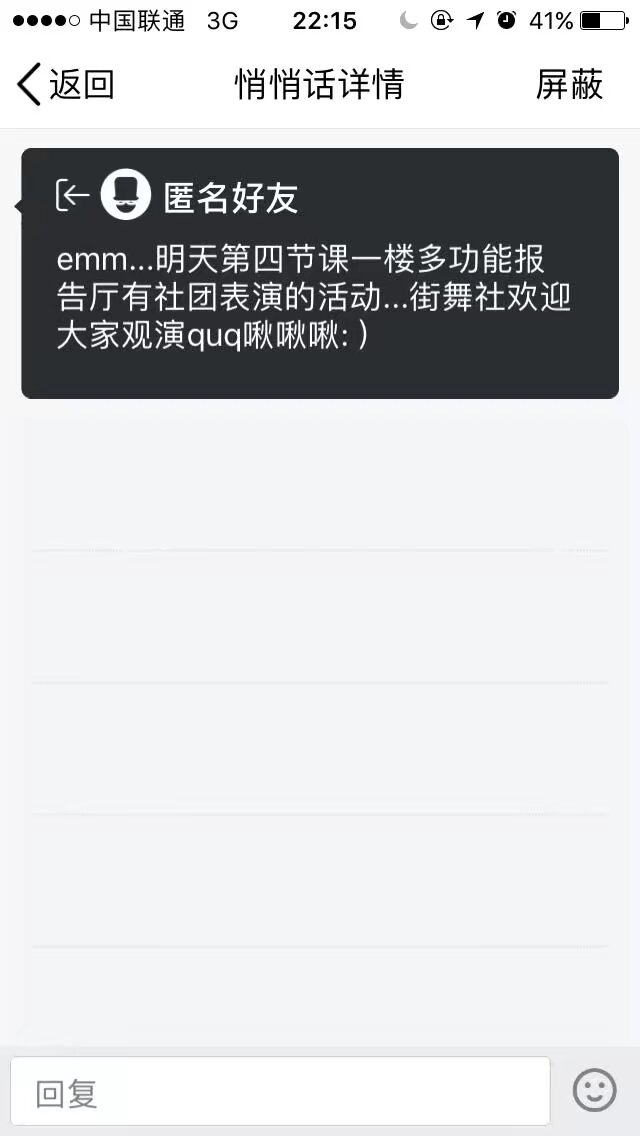 中国联通 3G 22:15 41%
返回 悄悄话详情 屏蔽
匿名好友
emm...明天第四节课一楼多功能报
告厅有社团表演的活动...街舞社欢迎
大家观演quq啾啾啾: )
回复